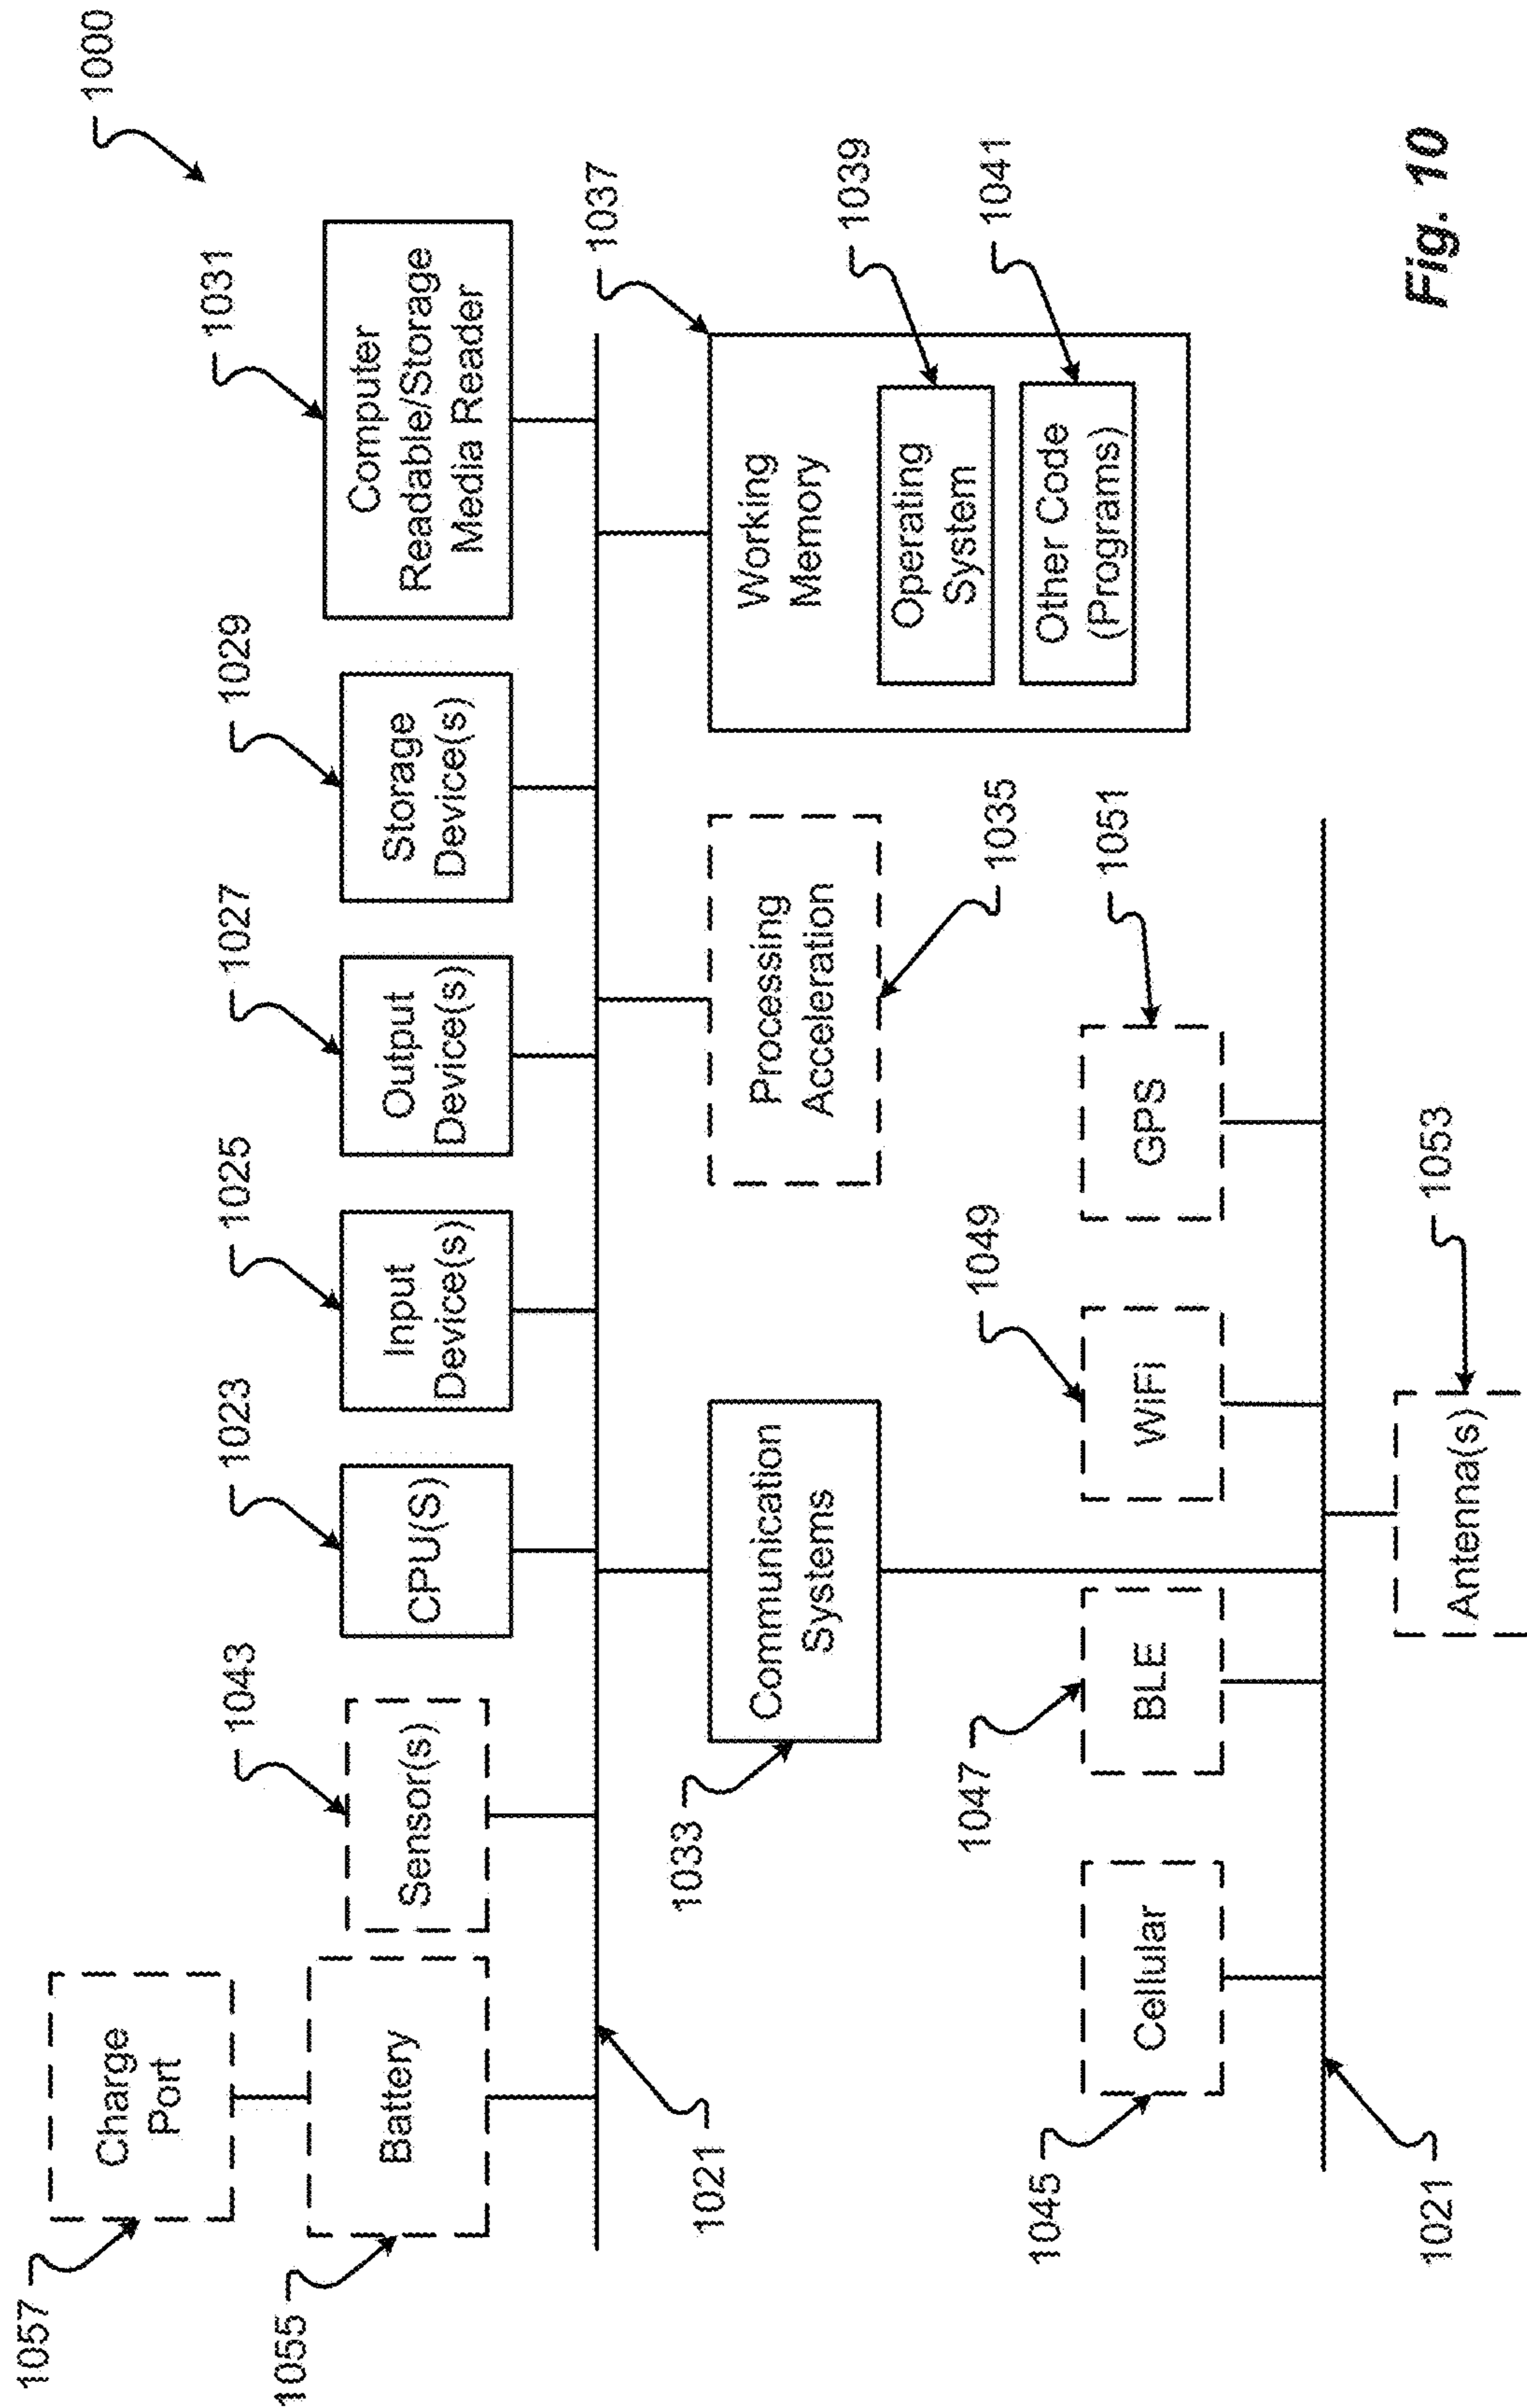 1000
1057
Charge
Port
1055
Battery
1043
Sensor(s)
1023
CPU(S)
1025
Input
Device(s)
1027
Output
Device(s)
1029
Storage
Device(s)
1031
Computer
Readable/Storage
Media Reader
1021
1033
Communication
Systems
Processing
Acceleration
1035
1037
Working
Memory
Operating
System
1039
Other Code
(Programs)
1041
1045
Cellular
1047
BLE
1049
WiFi
GPS
1051
1021
Antenna(s)
1053
Fig. 10